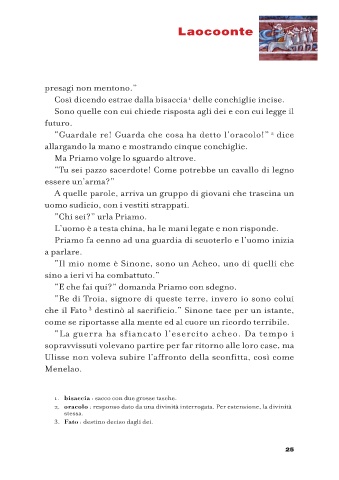 Laocoonte
presagi non mentono.”
Così dicendo estrae dalla bisaccia¹ delle conchiglie incise.
Sono quelle con cui chiede risposta agli dei e con cui legge il
futuro.
“Guardale re! Guarda che cosa ha detto l’oracolo!” ² dice
allargando la mano e mostrando cinque conchiglie.
Ma Priamo volge lo sguardo altrove.
“Tu sei pazzo sacerdote! Come potrebbe un cavallo di legno
essere un’arma?”
A quelle parole, arriva un gruppo di giovani che trascina un
uomo sudicio, con i vestiti strappati.
“Chi sei?” urla Priamo.
L’uomo è a testa china, ha le mani legate e non risponde.
Priamo fa cenno ad una guardia di scuoterlo e l’uomo inizia
a parlare.
“Il mio nome è Sinone, sono un Acheo, uno di quelli che
sino a ieri vi ha combattuto.”
“E che fai qui?” domanda Priamo con sdegno.
“Re di Troia, signore di queste terre, invero io sono colui
che il Fato ³ destinò al sacrificio.” Sinone tace per un istante,
come se riportasse alla mente ed al cuore un ricordo terribile.
“La guerra ha sfiancato l’esercito acheo. Da tempo i
sopravvissuti volevano partire per far ritorno alle loro case, ma
Ulisse non voleva subire l’affronto della sconfitta, così come
Menelao.
1. bisaccia : sacco con due grosse tasche.
2. oracolo : responso dato da una divinità interrogata. Per estensione, la divinità
stessa.
3. Fato : destino deciso dagli dei.
25